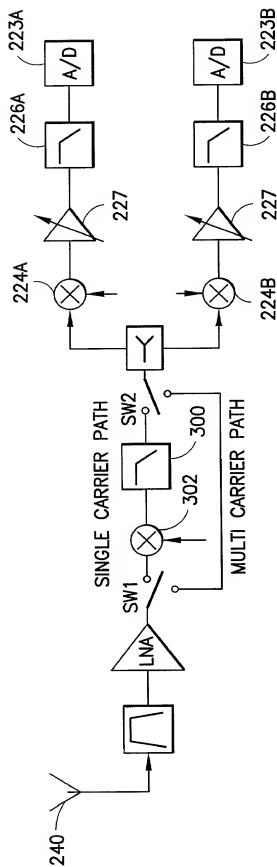 240
LNA
SW1
302
300
SW2
SINGLE CARRIER PATH
MULTI CARRIER PATH
224A
227
226A
A/D
223A
224B
227
226B
A/D
223B